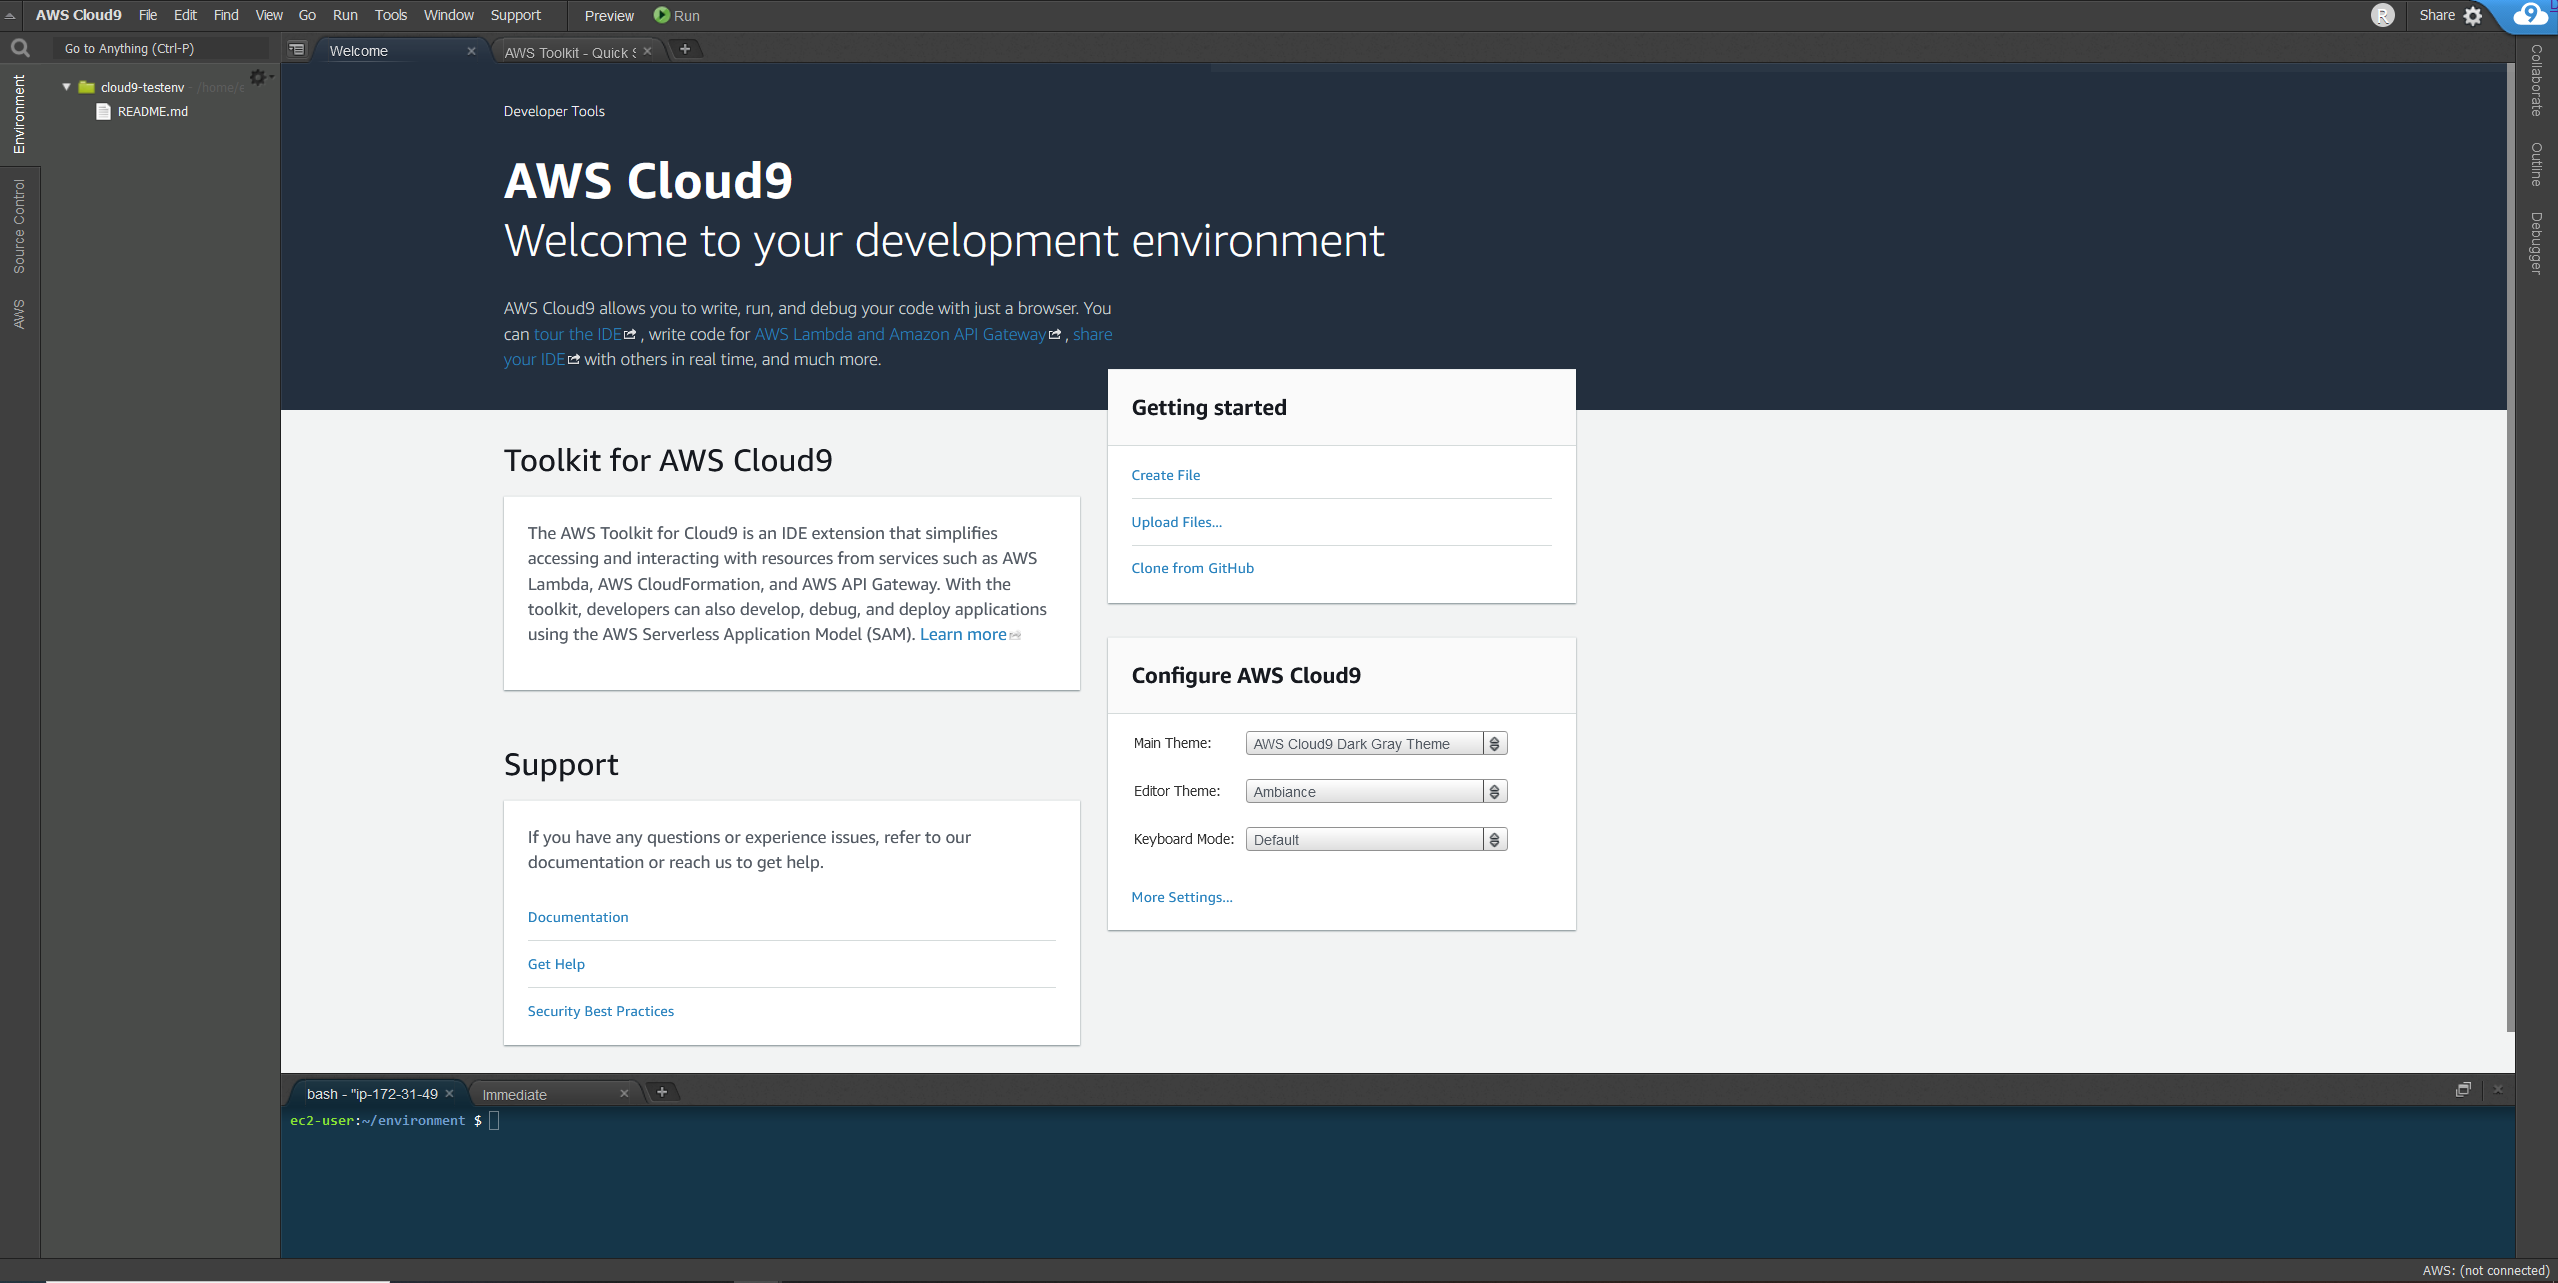 AWS Cloud9 File Edit Find View Go Run Tools Window Support Preview Run R Share 9
Go to Anything (Ctrl-P)
Welcome
AWS Toolkit - Quick S
Environment
Source Control
AWS
cloud9-testenv - /home/e
README.md
Developer Tools
AWS Cloud9
Welcome to your development environment
AWS Cloud9 allows you to write, run, and debug your code with just a browser. You
can tour the IDE , write code for AWS Lambda and Amazon API Gateway , share
your IDE with others in real time, and much more.
Toolkit for AWS Cloud9
The AWS Toolkit for Cloud9 is an IDE extension that simplifies
accessing and interacting with resources from services such as AWS
Lambda, AWS CloudFormation, and AWS API Gateway. With the
toolkit, developers can also develop, debug, and deploy applications
using the AWS Serverless Application Model (SAM). Learn more
Support
If you have any questions or experience issues, refer to our
documentation or reach us to get help.
Documentation
Get Help
Security Best Practices
Getting started
Create File
Upload Files...
Clone from GitHub
Configure AWS Cloud9
Main Theme: AWS Cloud9 Dark Gray Theme
Editor Theme: Ambiance
Keyboard Mode: Default
More Settings...
Collaborate
Outline
Debugger
bash - "ip-172-31-49
Immediate
ec2-user:~/environment $
AWS: (not connected)